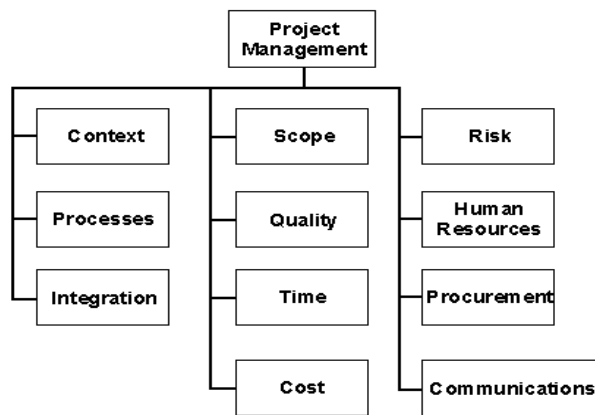 Project
Management
Context
Scope
Risk
Processes
Quality
Human
Resources
Integration
Time
Procurement
Cost
Communications